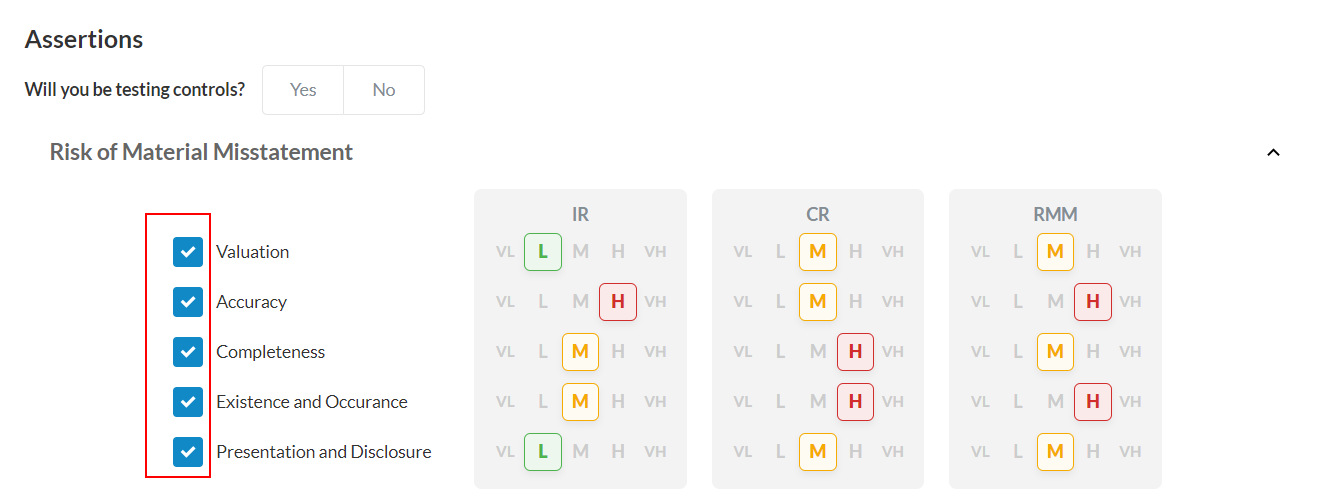 Assertions
Will you be testing controls? Yes No
Risk of Material Misstatement
IR CR RMM
Valuation VL L M H VH VL L M H VH VL L M H VH
Accuracy VL L M H VH VL L M H VH VL L M H VH
Completeness VL L M H VH VL L M H VH VL L M H VH
Existence and Occurance VL L M H VH VL L M H VH VL L M H VH
Presentation and Disclosure VL L M H VH VL L M H VH VL L M H VH